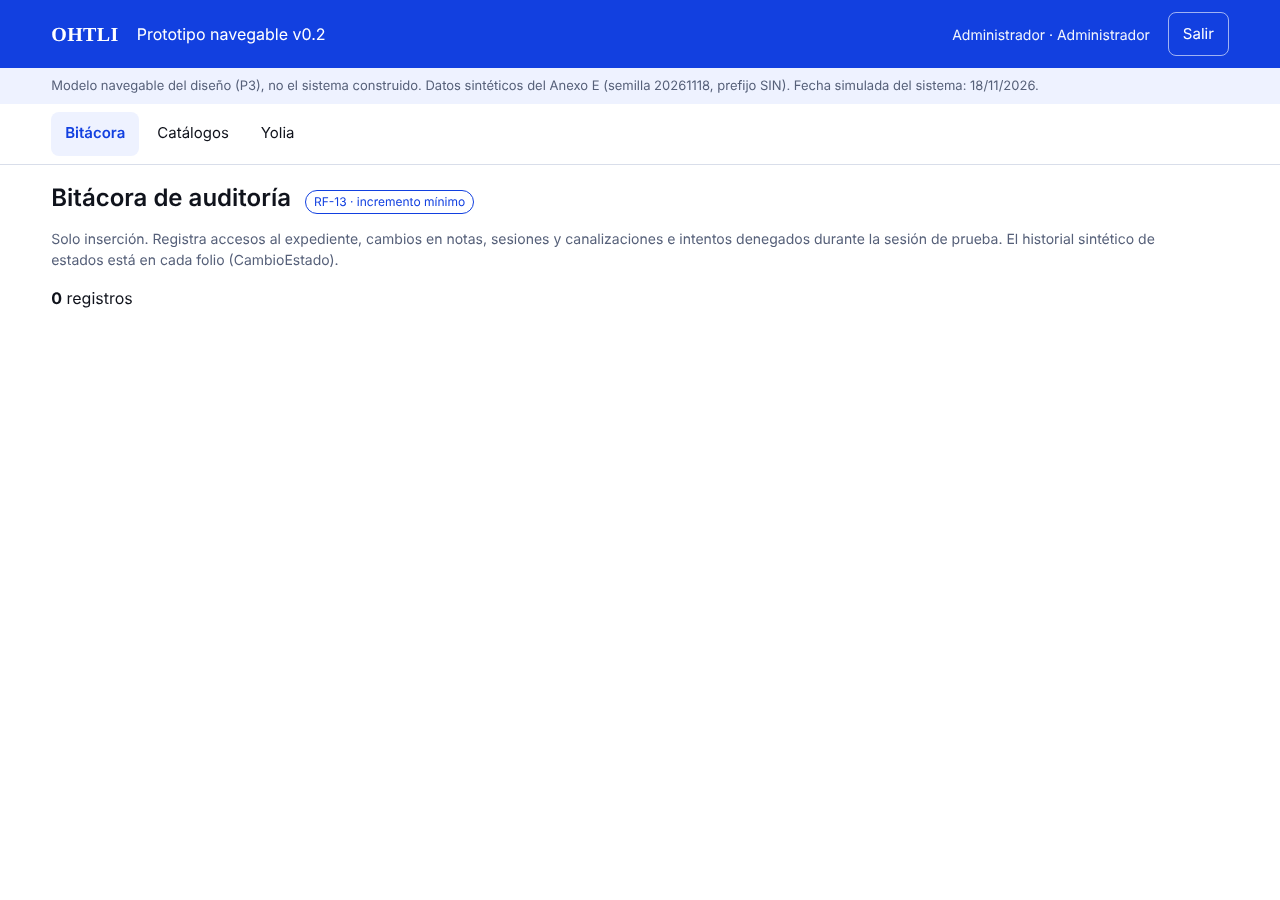 OHTLI Prototipo navegable v0.2 Administrador · Administrador Salir
Modelo navegable del diseño (P3), no el sistema construido. Datos sintéticos del Anexo E (semilla 20261118, prefijo SIN). Fecha simulada del sistema: 18/11/2026.
Bitácora Catálogos Yolia
Bitácora de auditoría RF-13 · incremento mínimo
Solo inserción. Registra accesos al expediente, cambios en notas, sesiones y canalizaciones e intentos denegados durante la sesión de prueba. El historial sintético de
estados está en cada folio (CambioEstado).
0 registros